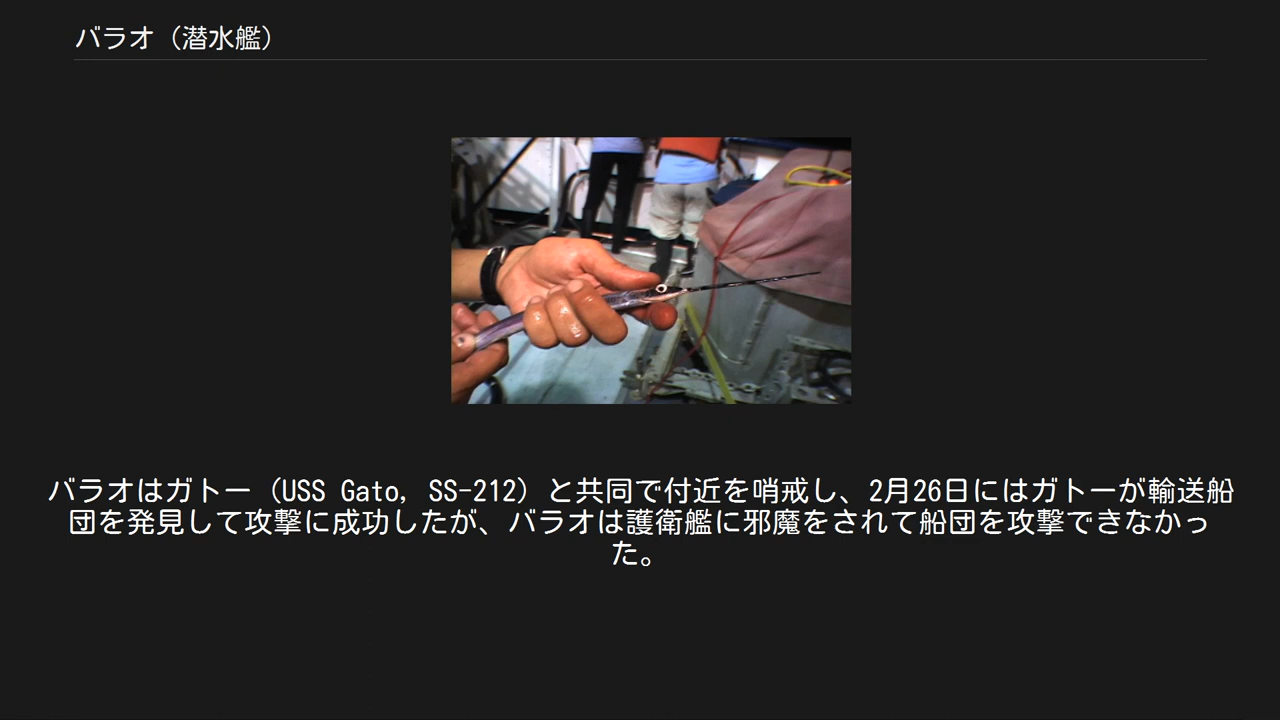 バラオ（潜水艦）
バラオはガトー（USS Gato, SS-212）と共同で付近を哨戒し、2月26日にはガトーが輸送船
団を発見して攻撃に成功したが、バラオは護衛艦に邪魔をされて船団を攻撃できなかっ
た。